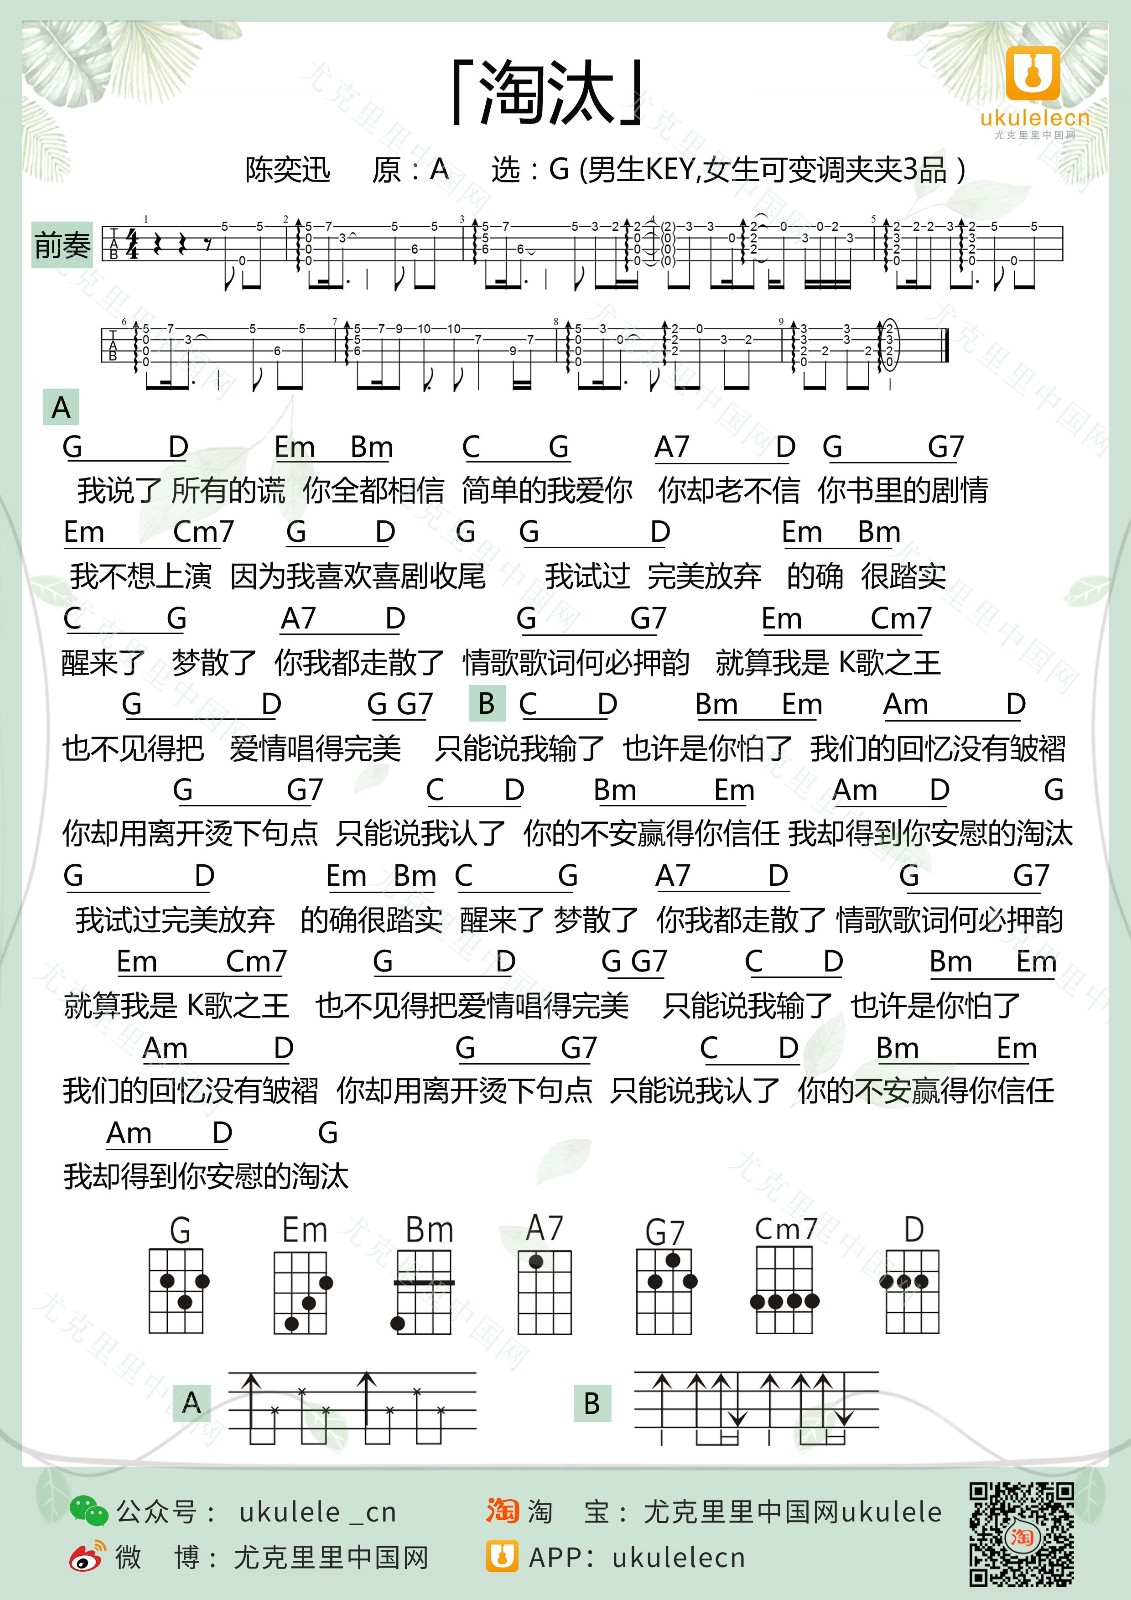 「淘汰」
ukulelecn
尤克里里中国网
陈奕迅 原：A 选：G (男生KEY,女生可变调夹夹3品 )
前奏
A
G D Em Bm C G A7 D G G7
我说了 所有的谎 你全都相信 简单的我爱你 你却老不信 你书里的剧情
Em Cm7 G D G G D Em Bm
我不想上演 因为我喜欢喜剧收尾 我试过 完美放弃 的确 很踏实
C G A7 D G G7 Em Cm7
醒来了 梦散了 你我都走散了 情歌歌词何必押韵 就算我是 K歌之王
G D G G7 B C D Bm Em Am D
也不见得把 爱情唱得完美 只能说我输了 也许是你怕了 我们的回忆没有皱褶
G G7 C D Bm Em Am D G
你却用离开烫下句点 只能说我认了 你的不安赢得你信任 我却得到你安慰的淘汰
G D Em Bm C G A7 D G G7
我试过完美放弃 的确很踏实 醒来了 梦散了 你我都走散了 情歌歌词何必押韵
Em Cm7 G D G G7 C D Bm Em
就算我是 K歌之王 也不见得把爱情唱得完美 只能说我输了 也许是你怕了
Am D G G7 C D Bm Em
我们的回忆没有皱褶 你却用离开烫下句点 只能说我认了 你的不安赢得你信任
Am D G
我却得到你安慰的淘汰
G Em Bm A7 G7 Cm7 D
A B
公众号： ukulele _cn
淘 宝： 尤克里里中国网ukulele
微 博： 尤克里里中国网
APP： ukulelecn